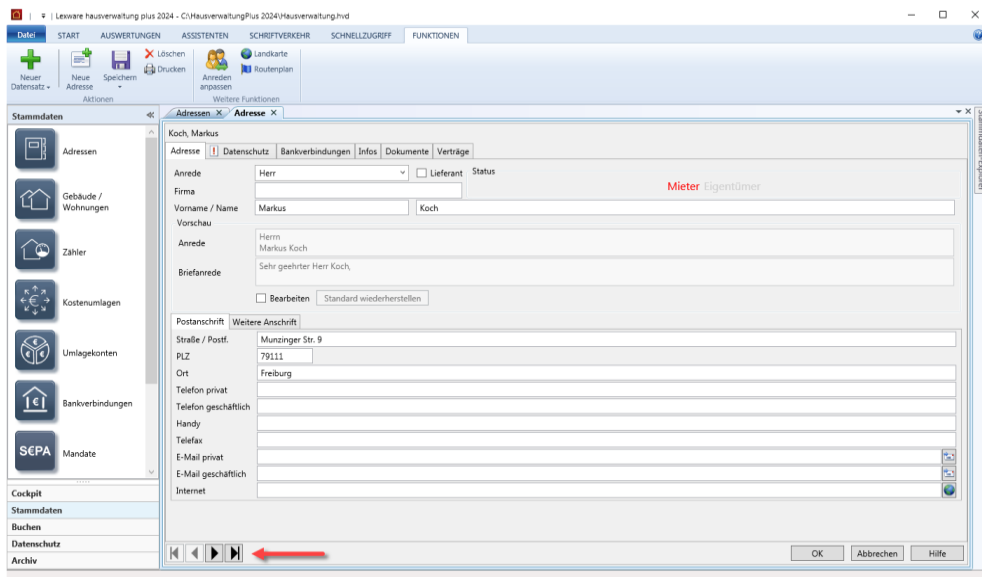 Lexware hausverwaltung plus 2024 - C:\HausverwaltungPlus 2024\Hausverwaltung.hvd
Datei START AUSWERTUNGEN ASSISTENTEN SCHRIFTVERKEHR SCHNELLZUGRIFF FUNKTIONEN
Neuer Datensatz
Neue Adresse
Speichern
Löschen
Drucken
Anreden anpassen
Landkarte
Routenplan
Aktionen
Weitere Funktionen
Stammdaten
Adressen
Gebäude / Wohnungen
Zähler
Kostenumlagen
Umlagekonten
Bankverbindungen
SEPA Mandate
Cockpit
Stammdaten
Buchen
Datenschutz
Archiv
Adressen X Adresse X
Koch, Markus
Adresse ! Datenschutz Bankverbindungen Infos Dokumente Verträge
Anrede Herr Lieferant Status
Firma
Mieter Eigentümer
Vorname / Name Markus Koch
Vorschau
Anrede
Herrn
Markus Koch
Briefanrede Sehr geehrter Herr Koch,
Bearbeiten Standard wiederherstellen
Postanschrift Weitere Anschrift
Straße / Postf. Munzinger Str. 9
PLZ 79111
Ort Freiburg
Telefon privat
Telefon geschäftlich
Handy
Telefax
E-Mail privat
E-Mail geschäftlich
Internet
OK Abbrechen Hilfe